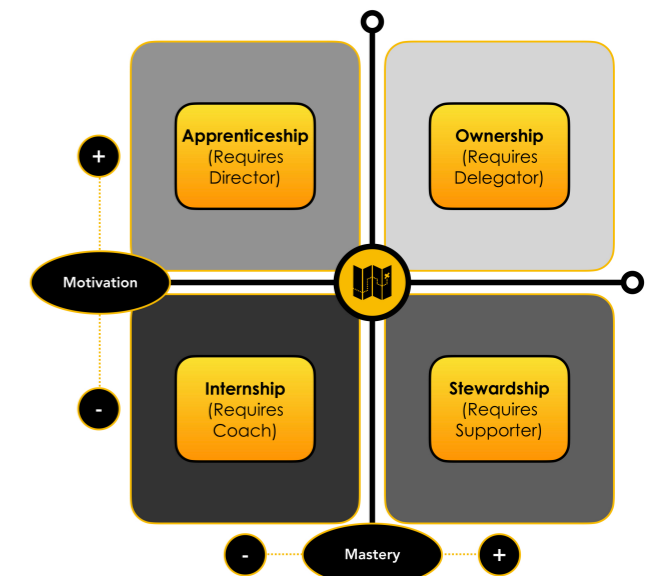 Apprenticeship
(Requires
Director)
Ownership
(Requires
Delegator)
+
Motivation
-
Internship
(Requires
Coach)
Stewardship
(Requires
Supporter)
-
Mastery
+